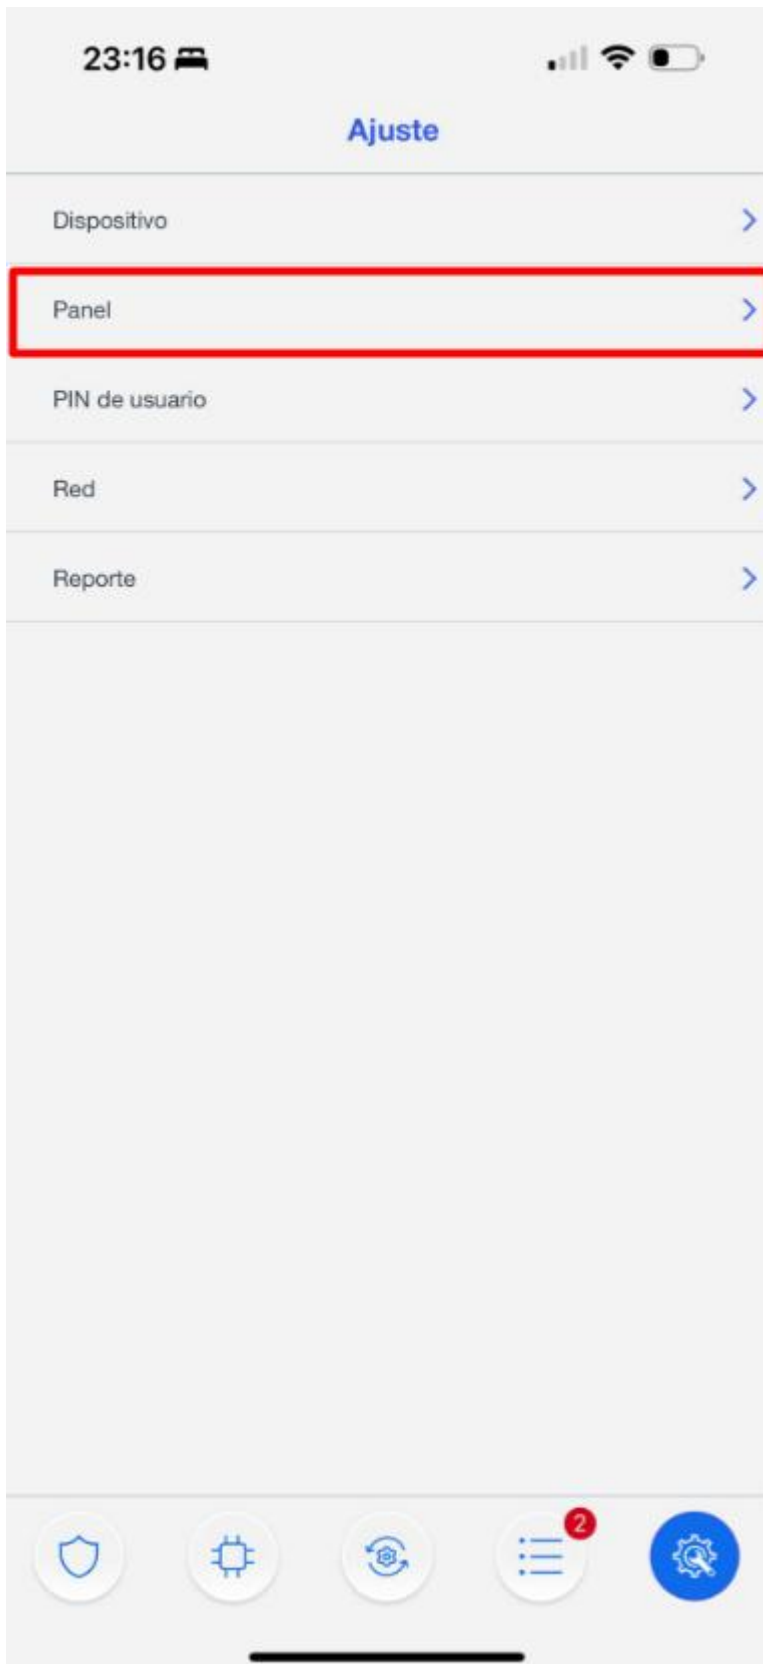 23:16
Ajuste
Dispositivo
Panel
PIN de usuario
Red
Reporte
2